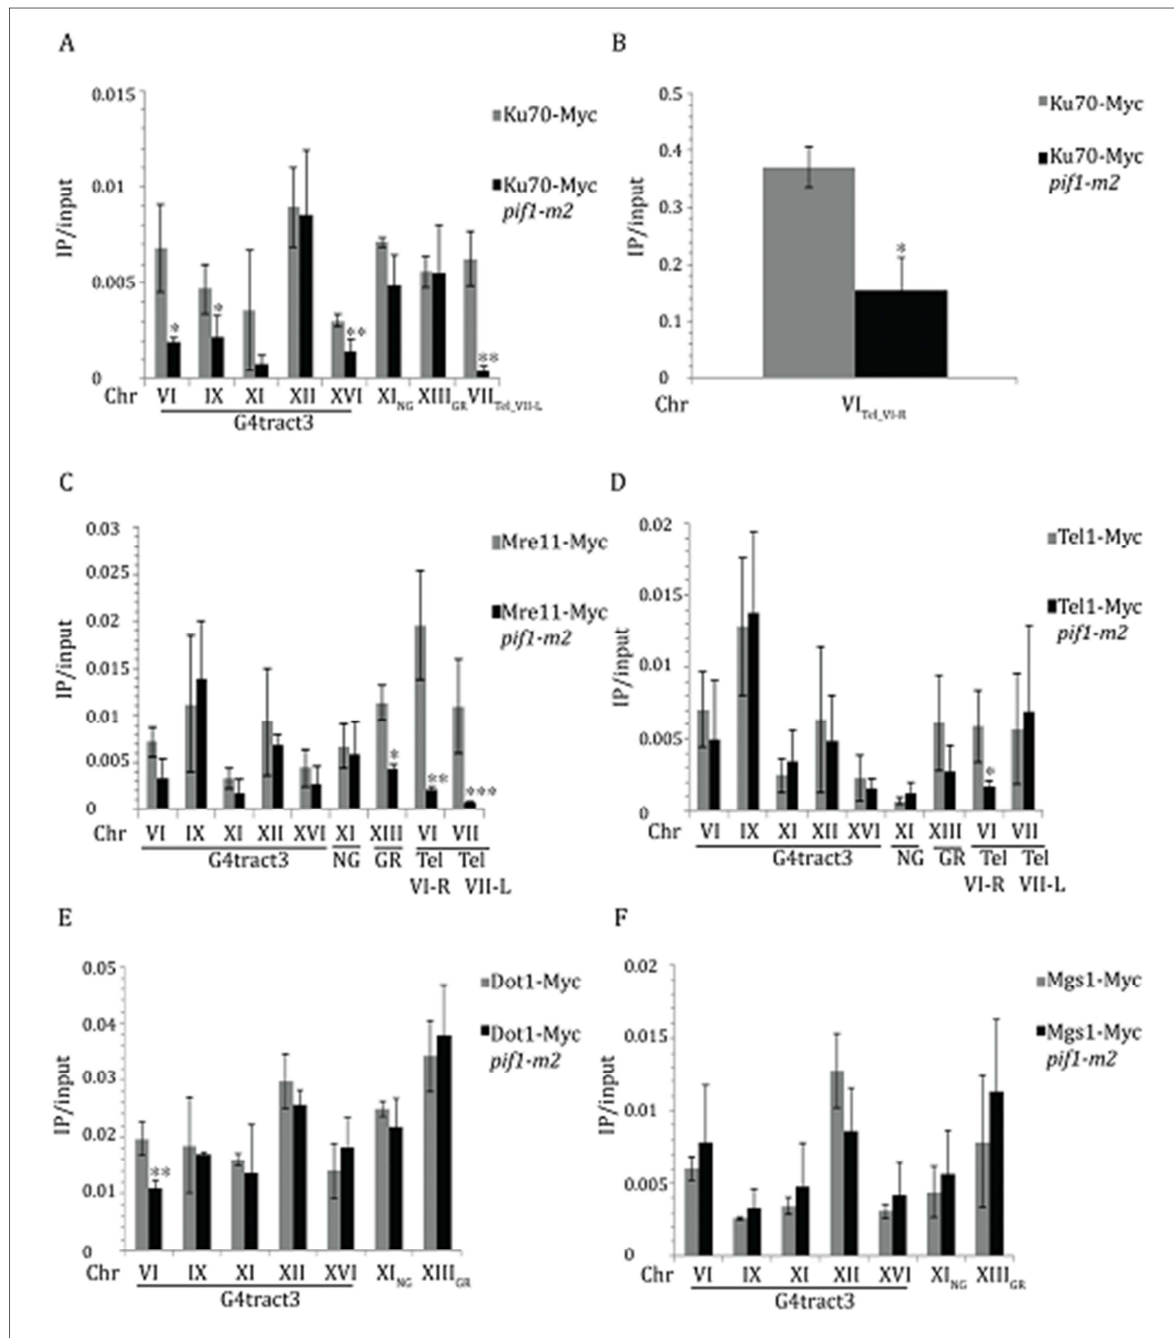 A
0.015
0.01
0.005
0
IP/input
Ku70-Myc
Ku70-Myc
pif1-m2
* * ** **
Chr VI IX XI XII XVI XI_NG XIII_GR VII_Tel_VII-L
G4tract3
B
0.5
0.4
0.3
0.2
0.1
0
IP/input
Ku70-Myc
Ku70-Myc
pif1-m2
*
Chr VI_Tel_VI-R
C
0.03
0.025
0.02
0.015
0.01
0.005
0
IP/input
Mre11-Myc
Mre11-Myc
pif1-m2
* ** ***
Chr VI IX XI XII XVI XI XIII VI VII
G4tract3 NG GR Tel Tel
VI-R VII-L
D
0.02
0.015
0.01
0.005
0
IP/input
Tel1-Myc
Tel1-Myc
pif1-m2
*
Chr VI IX XI XII XVI XI XIII VI VII
G4tract3 NG GR Tel Tel
VI-R VII-L
E
0.05
0.04
0.03
0.02
0.01
0
IP/input
Dot1-Myc
Dot1-Myc
pif1-m2
**
Chr VI IX XI XII XVI XI_NG XIII_GR
G4tract3
F
0.02
0.015
0.01
0.005
0
IP/input
Mgs1-Myc
Mgs1-Myc
pif1-m2
Chr VI IX XI XII XVI XI_NG XIII_GR
G4tract3